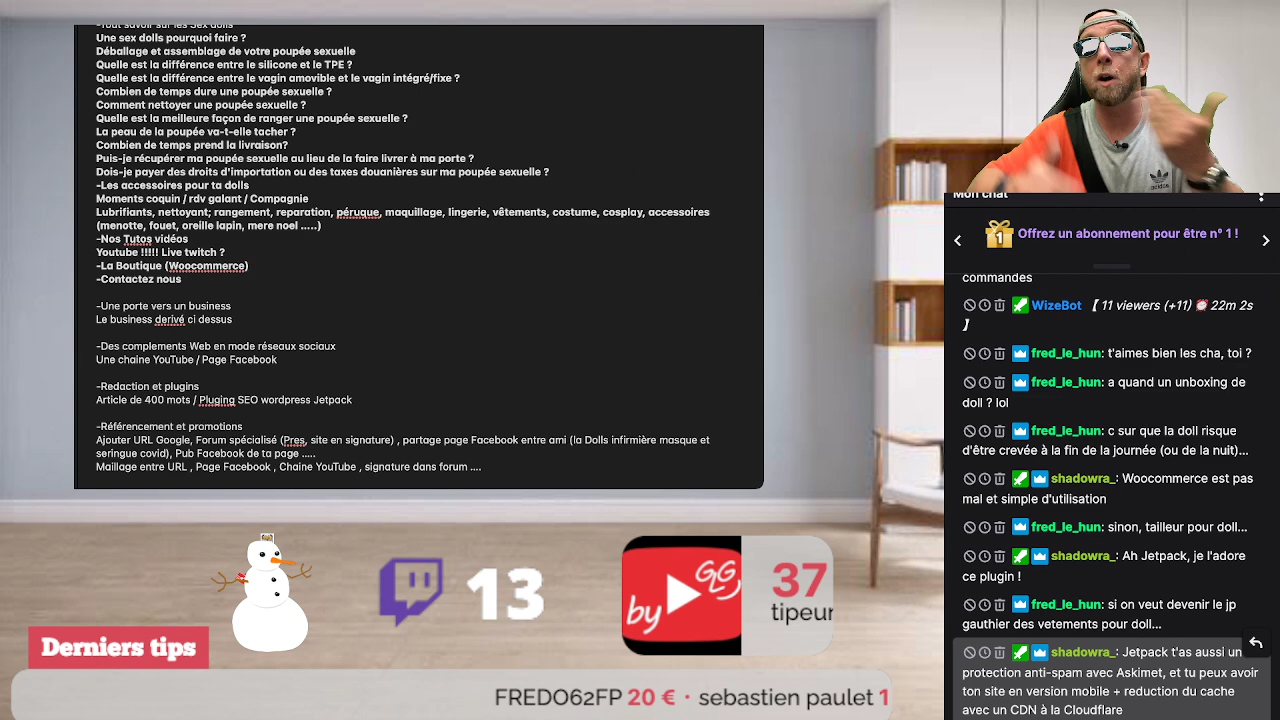 -Tout savoir sur les Sex dolls
Une sex dolls pourquoi faire ?
Déballage et assemblage de votre poupée sexuelle
Quelle est la différence entre le silicone et le TPE ?
Quelle est la différence entre le vagin amovible et le vagin intégré/fixe ?
Combien de temps dure une poupée sexuelle ?
Comment nettoyer une poupée sexuelle ?
Quelle est la meilleure façon de ranger une poupée sexuelle ?
La peau de la poupée va-t-elle tacher ?
Combien de temps prend la livraison?
Puis-je récupérer ma poupée sexuelle au lieu de la faire livrer à ma porte ?
Dois-je payer des droits d'importation ou des taxes douanières sur ma poupée sexuelle ?
-Les accessoires pour ta dolls
Moments coquin / rdv galant / Compagnie
Lubrifiants, nettoyant; rangement, reparation, péruque, maquillage, lingerie, vêtements, costume, cosplay, accessoires
(menotte, fouet, oreille lapin, mere noel .....)
-Nos Tutos vidéos
Youtube !!!!! Live twitch ?
-La Boutique (Woocommerce)
-Contactez nous
-Une porte vers un business
Le business derivé ci dessus
-Des complements Web en mode réseaux sociaux
Une chaine YouTube / Page Facebook
-Redaction et plugins
Article de 400 mots / Pluging SEO wordpress Jetpack
-Référencement et promotions
Ajouter URL Google, Forum spécialisé (Pres, site en signature) , partage page Facebook entre ami (la Dolls infirmière masque et
seringue covid), Pub Facebook de ta page .....
Maillage entre URL , Page Facebook , Chaine YouTube , signature dans forum ....
adidas
Mon chat
1
Offrez un abonnement pour être n° 1 !
commandes
WizeBot 【 11 viewers (+11) ⏰ 22m 2s
】
fred_le_hun: t'aimes bien les cha, toi ?
fred_le_hun: a quand un unboxing de
doll ? lol
fred_le_hun: c sur que la doll risque
d'être crevée à la fin de la journée (ou de la nuit)...
shadowra_: Woocommerce est pas
mal et simple d'utilisation
fred_le_hun: sinon, tailleur pour doll...
shadowra_: Ah Jetpack, je l'adore
ce plugin !
fred_le_hun: si on veut devenir le jp
gauthier des vetements pour doll...
shadowra_: Jetpack t'as aussi un
protection anti-spam avec Askimet, et tu peux avoir
ton site en version mobile + reduction du cache
avec un CDN à la Cloudflare
13
by
37
tipeur
Derniers tips
FREDO62FP 20 € · sebastien paulet 1